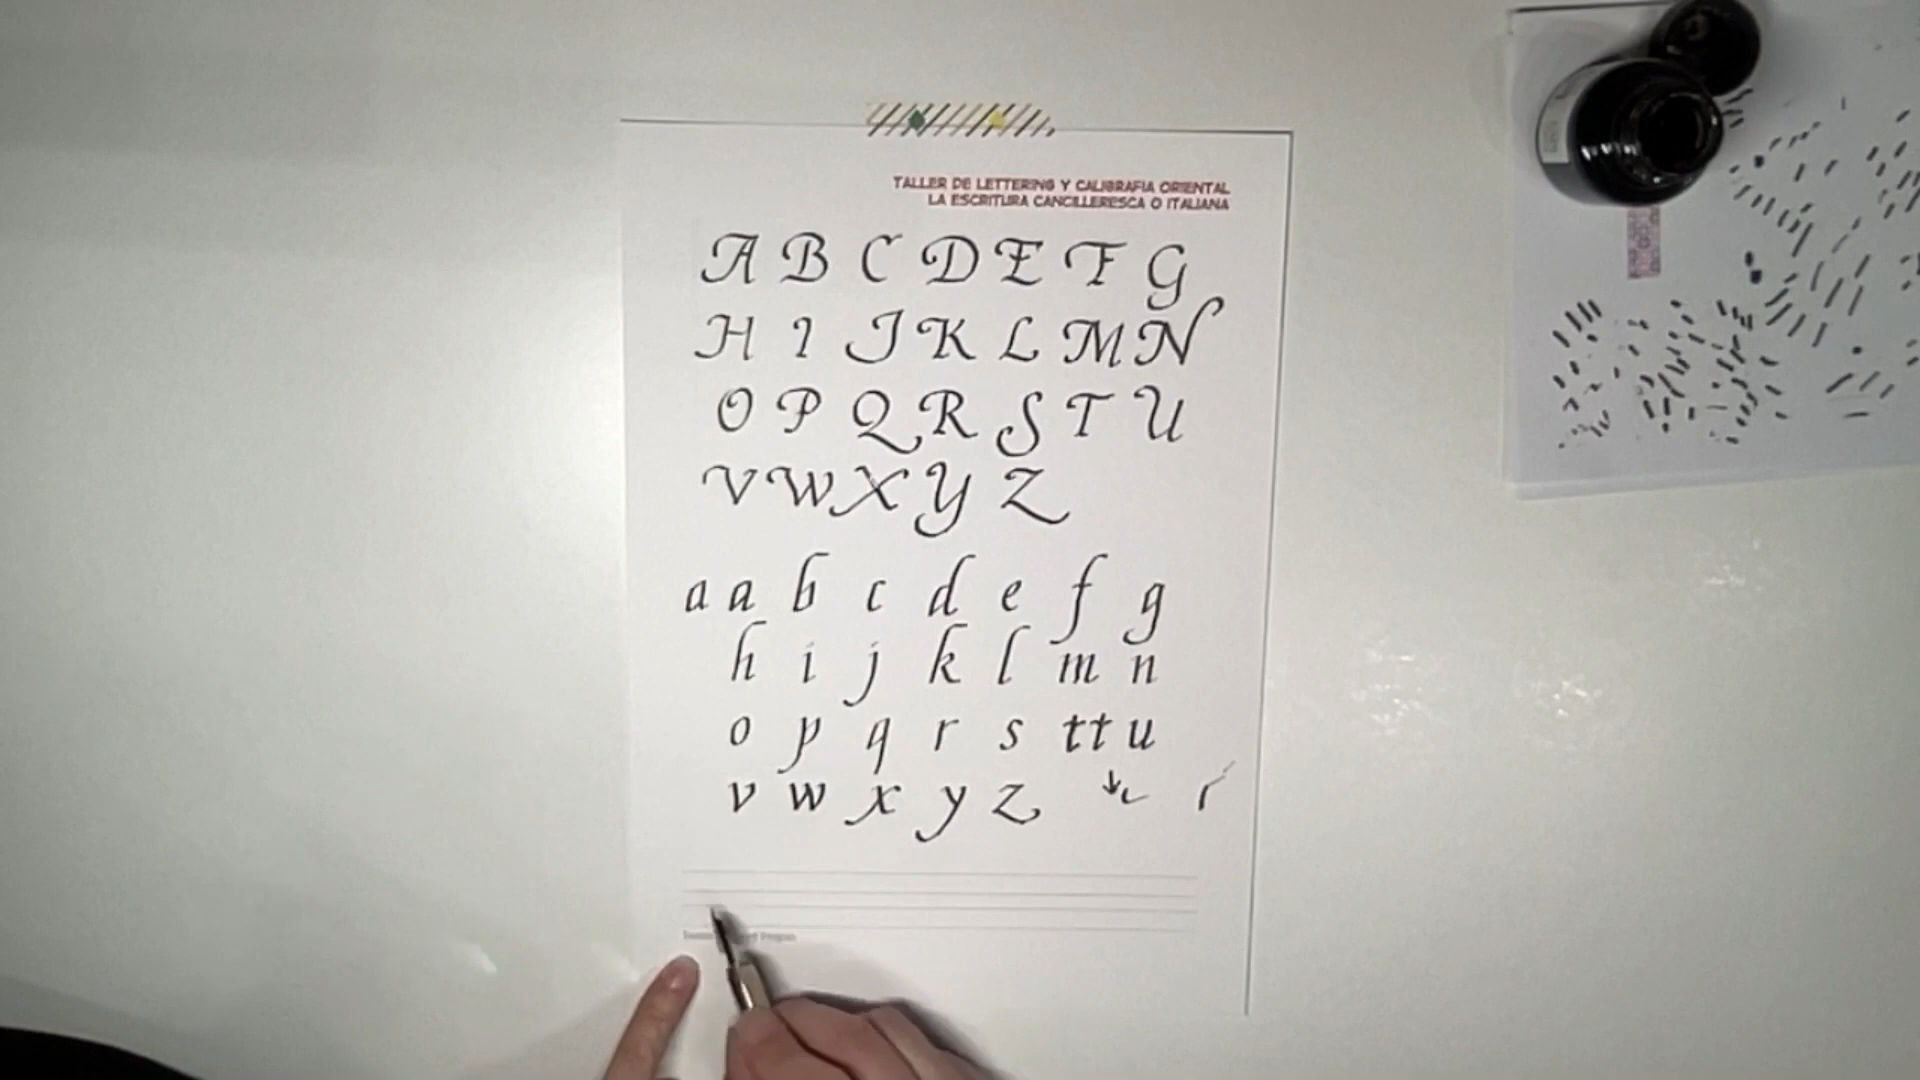 TALLER DE LETTERING Y CALIGRAFIA ORIENTAL
LA ESCRITURA CANCILLERESCA O ITALIANA
A B C D E F G
H I J K L M N
O P Q R S T U
V W X Y Z
a a b c d e f g
h i j k l m n
o p q r s t t u
v w x y z